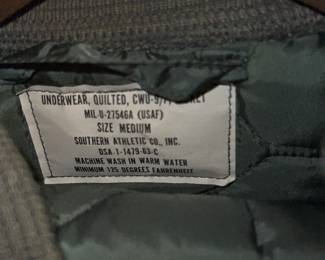 UNDERWEAR, QUILTED, CWU-9/P,
MIL-U-27546A (USAF)
SIZE MEDIUM
SOUTHERN ATHLETIC CO., INC.
DSA-1-1479-63-C
MACHINE WASH IN WARM WATER
MINIMUM 125 DEGREES FAHRENHEIT